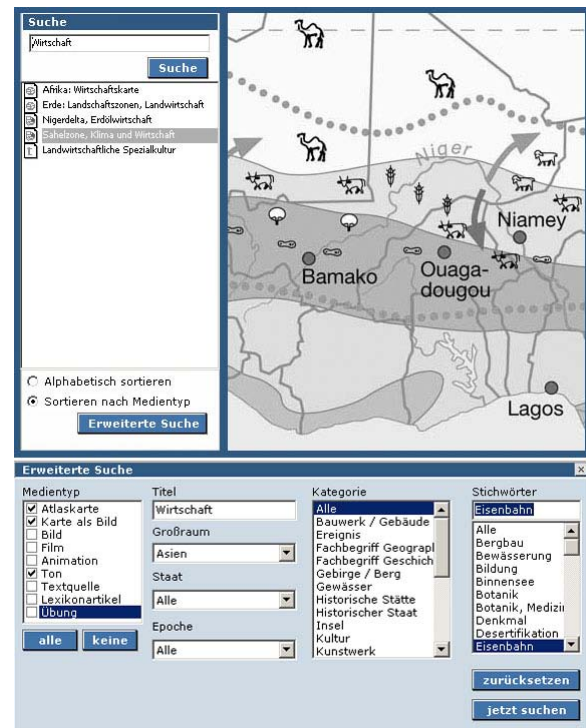 Suche
Wirtschaft
Suche
Afrika: Wirtschaftskarte
Erde: Landschaftszonen, Landwirtschaft
Nigerdelta, Erdölwirtschaft
Sahelzone, Klima und Wirtschaft
Landwirtschaftliche Spezialkultur
Alphabetisch sortieren
Sortieren nach Medientyp
Erweiterte Suche
Niger
Niamey
Bamako
Ouaga-
dougou
Lagos
Erweiterte Suche
Medientyp
Atlaskarte
Karte als Bild
Bild
Film
Animation
Ton
Textquelle
Lexikonartikel
Übung
alle
keine
Titel
Wirtschaft
Großraum
Asien
Staat
Alle
Epoche
Alle
Kategorie
Alle
Bauwerk / Gebäude
Ereignis
Fachbegriff Geograpl
Fachbegriff Geschich
Gebirge / Berg
Gewässer
Historische Stätte
Historischer Staat
Insel
Kultur
Kunstwerk
Stichwörter
Eisenbahn
Alle
Bergbau
Bewässerung
Bildung
Binnensee
Botanik
Botanik, Medizin
Denkmal
Desertifikation
Eisenbahn
zurücksetzen
jetzt suchen